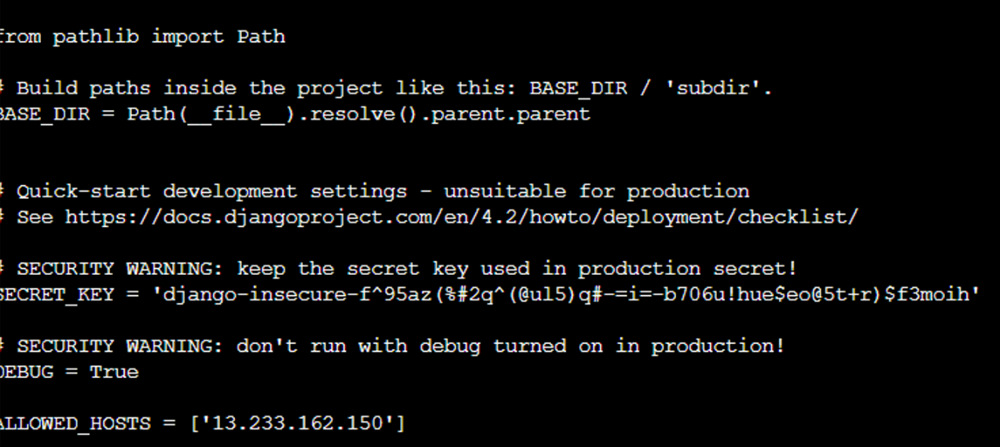 from pathlib import Path
# Build paths inside the project like this: BASE_DIR / 'subdir'.
BASE_DIR = Path(__file__).resolve().parent.parent
# Quick-start development settings - unsuitable for production
# See https://docs.djangoproject.com/en/4.2/howto/deployment/checklist/
# SECURITY WARNING: keep the secret key used in production secret!
SECRET_KEY = 'django-insecure-f^95az(%#2q^(@ul5)q#-=i=-b706u!hue$eo@5t+r)$f3moih'
# SECURITY WARNING: don't run with debug turned on in production!
DEBUG = True
ALLOWED_HOSTS = ['13.233.162.150']